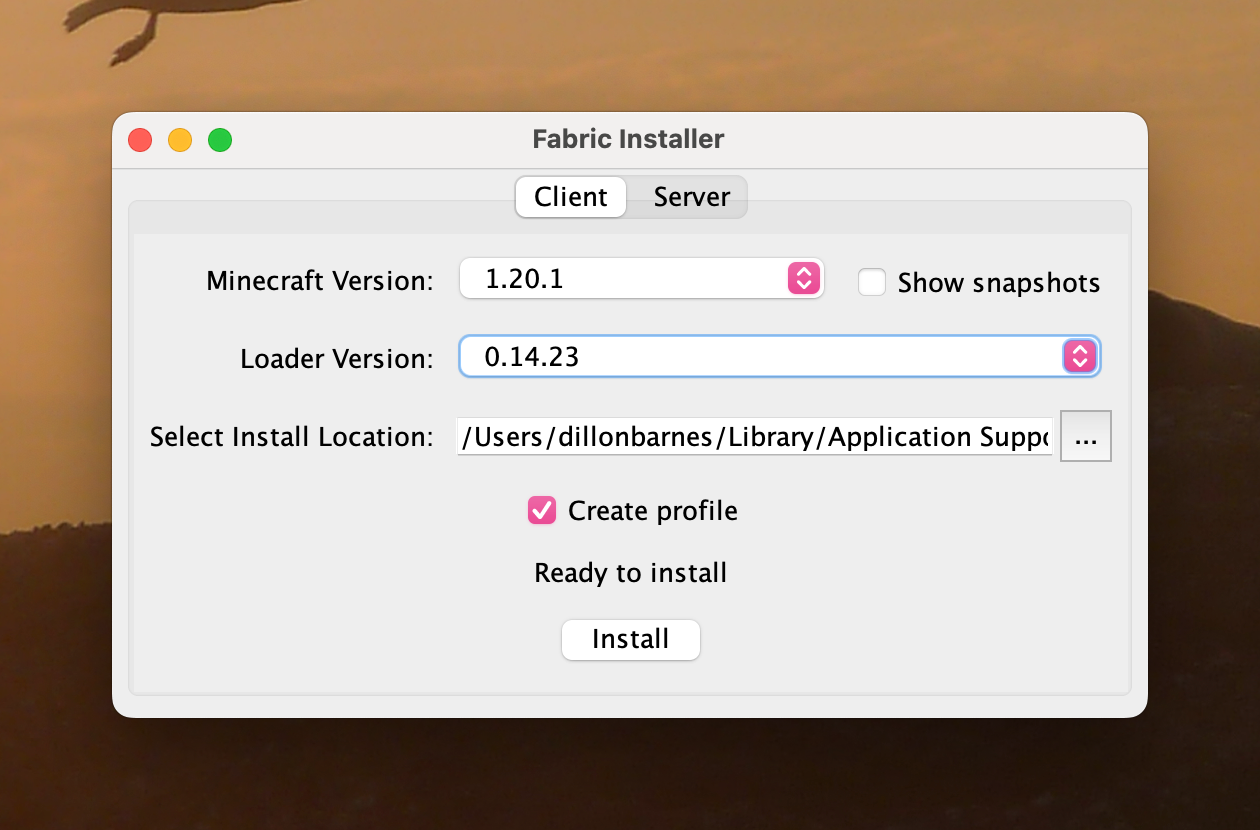 Fabric Installer
Client Server
Minecraft Version: 1.20.1 Show snapshots
Loader Version: 0.14.23
Select Install Location: /Users/dillonbarnes/Library/Application Suppo ...
Create profile
Ready to install
Install